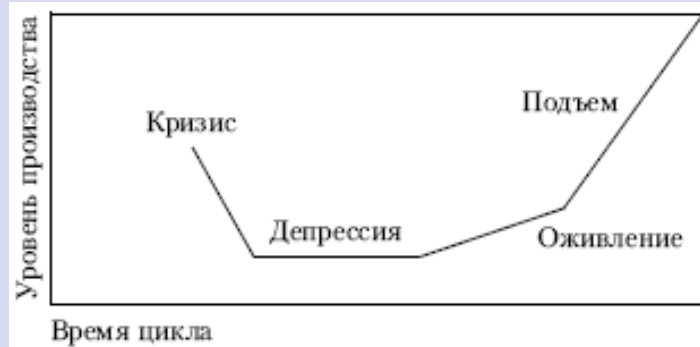 Уровень производства
Подъем
Кризис
Депрессия
Оживление
Время цикла